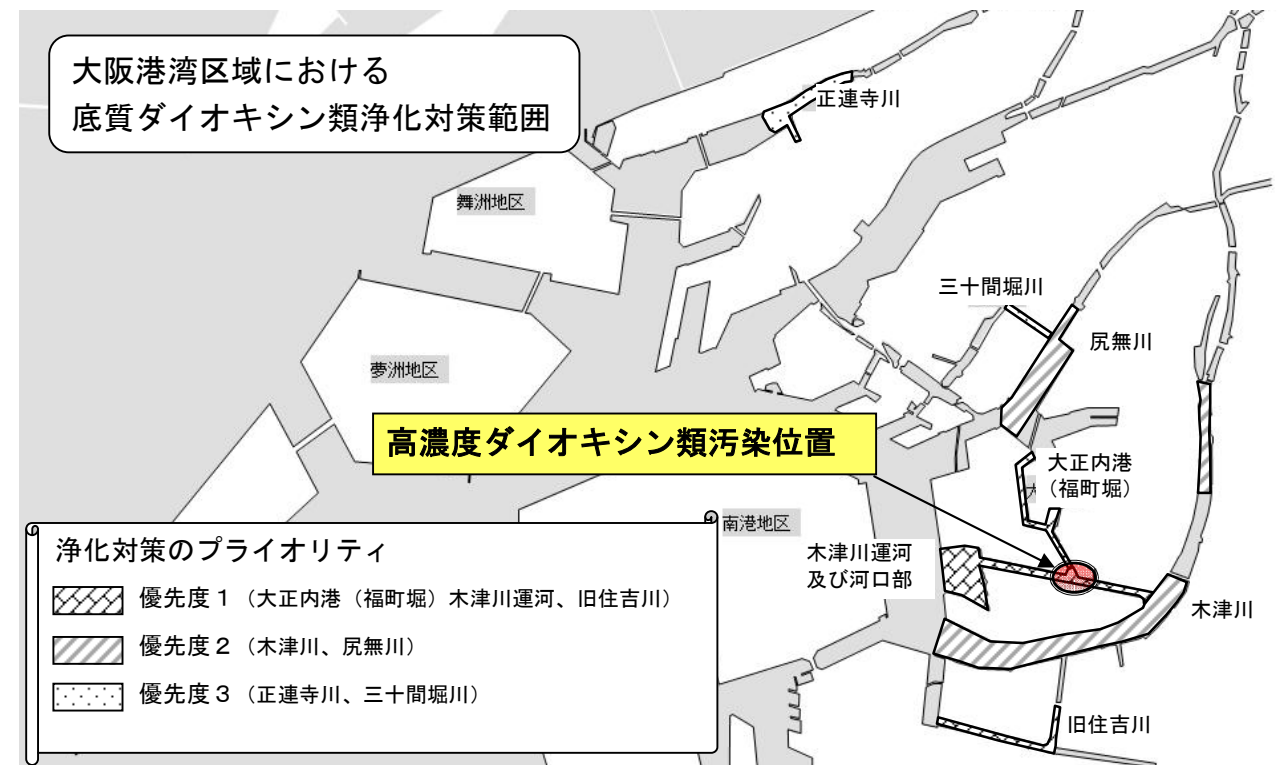 大阪港湾区域における
底質ダイオキシン類浄化対策範囲
正連寺川
舞洲地区
三十間堀川
尻無川
夢洲地区
高濃度ダイオキシン類汚染位置
大正内港
（福町堀）
南港地区
木津川運河
及び河口部
木津川
旧住吉川
浄化対策のプライオリティ
優先度１（大正内港（福町堀）木津川運河、旧住吉川）
優先度２（木津川、尻無川）
優先度３（正連寺川、三十間堀川）